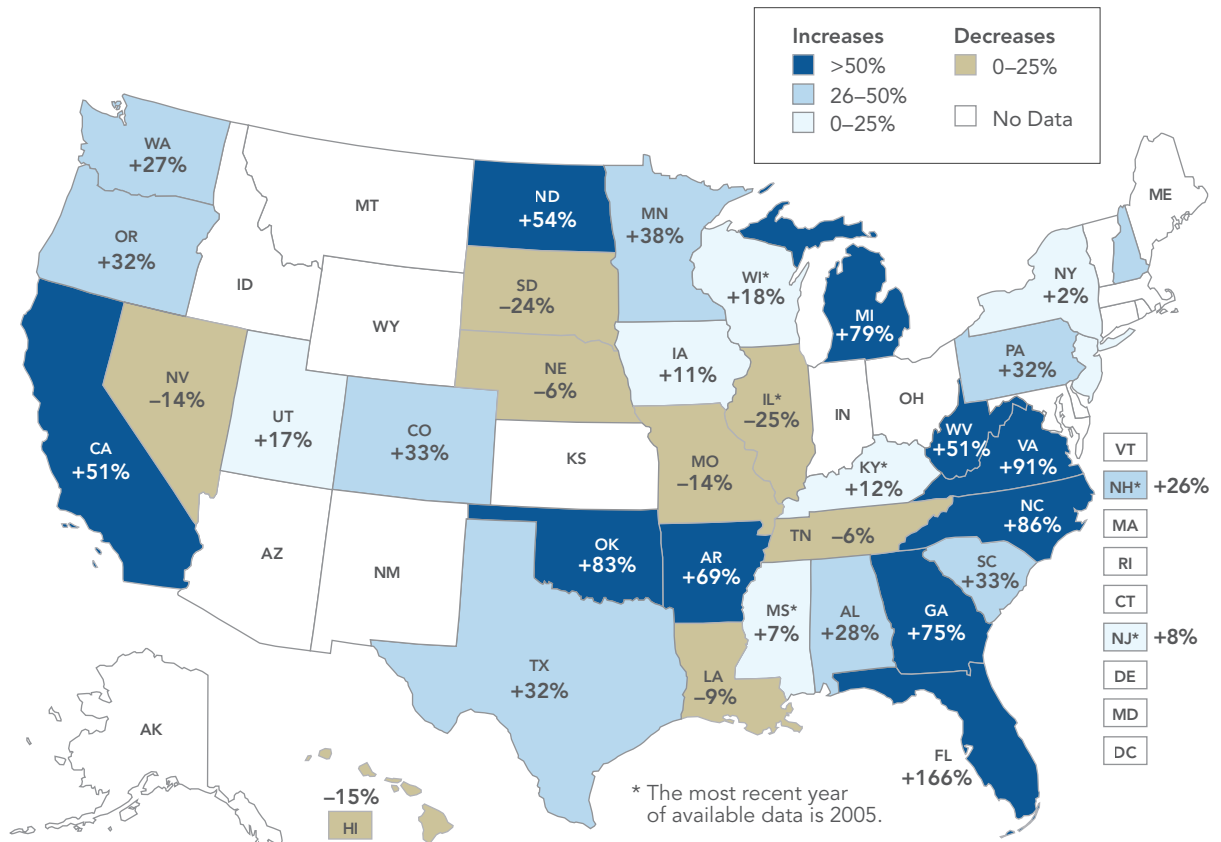 Increases
>50%
26–50%
0–25%
Decreases
0–25%
No Data
WA
+27%
OR
+32%
CA
+51%
NV
–14%
ID
MT
WY
UT
+17%
CO
+33%
AZ
NM
ND
+54%
SD
–24%
NE
–6%
KS
OK
+83%
TX
+32%
MN
+38%
IA
+11%
MO
–14%
AR
+69%
LA
–9%
WI*
+18%
IL*
–25%
MI
+79%
IN
OH
KY*
+12%
TN –6%
MS*
+7%
AL
+28%
GA
+75%
FL
+166%
SC
+33%
NC
+86%
VA
+91%
WV
+51%
PA
+32%
NY
+2%
ME
VT
NH* +26%
MA
RI
CT
NJ* +8%
DE
MD
DC
AK
–15%
HI
* The most recent year
of available data is 2005.